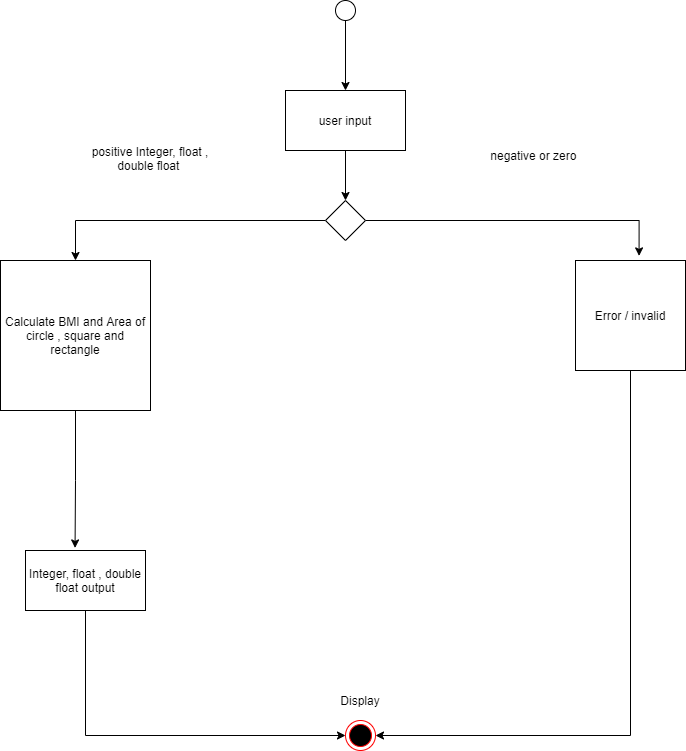 user input
positive Integer, float ,
double float
negative or zero
Calculate BMI and Area of
circle , square and
rectangle
Error / invalid
Integer, float , double
float output
Display